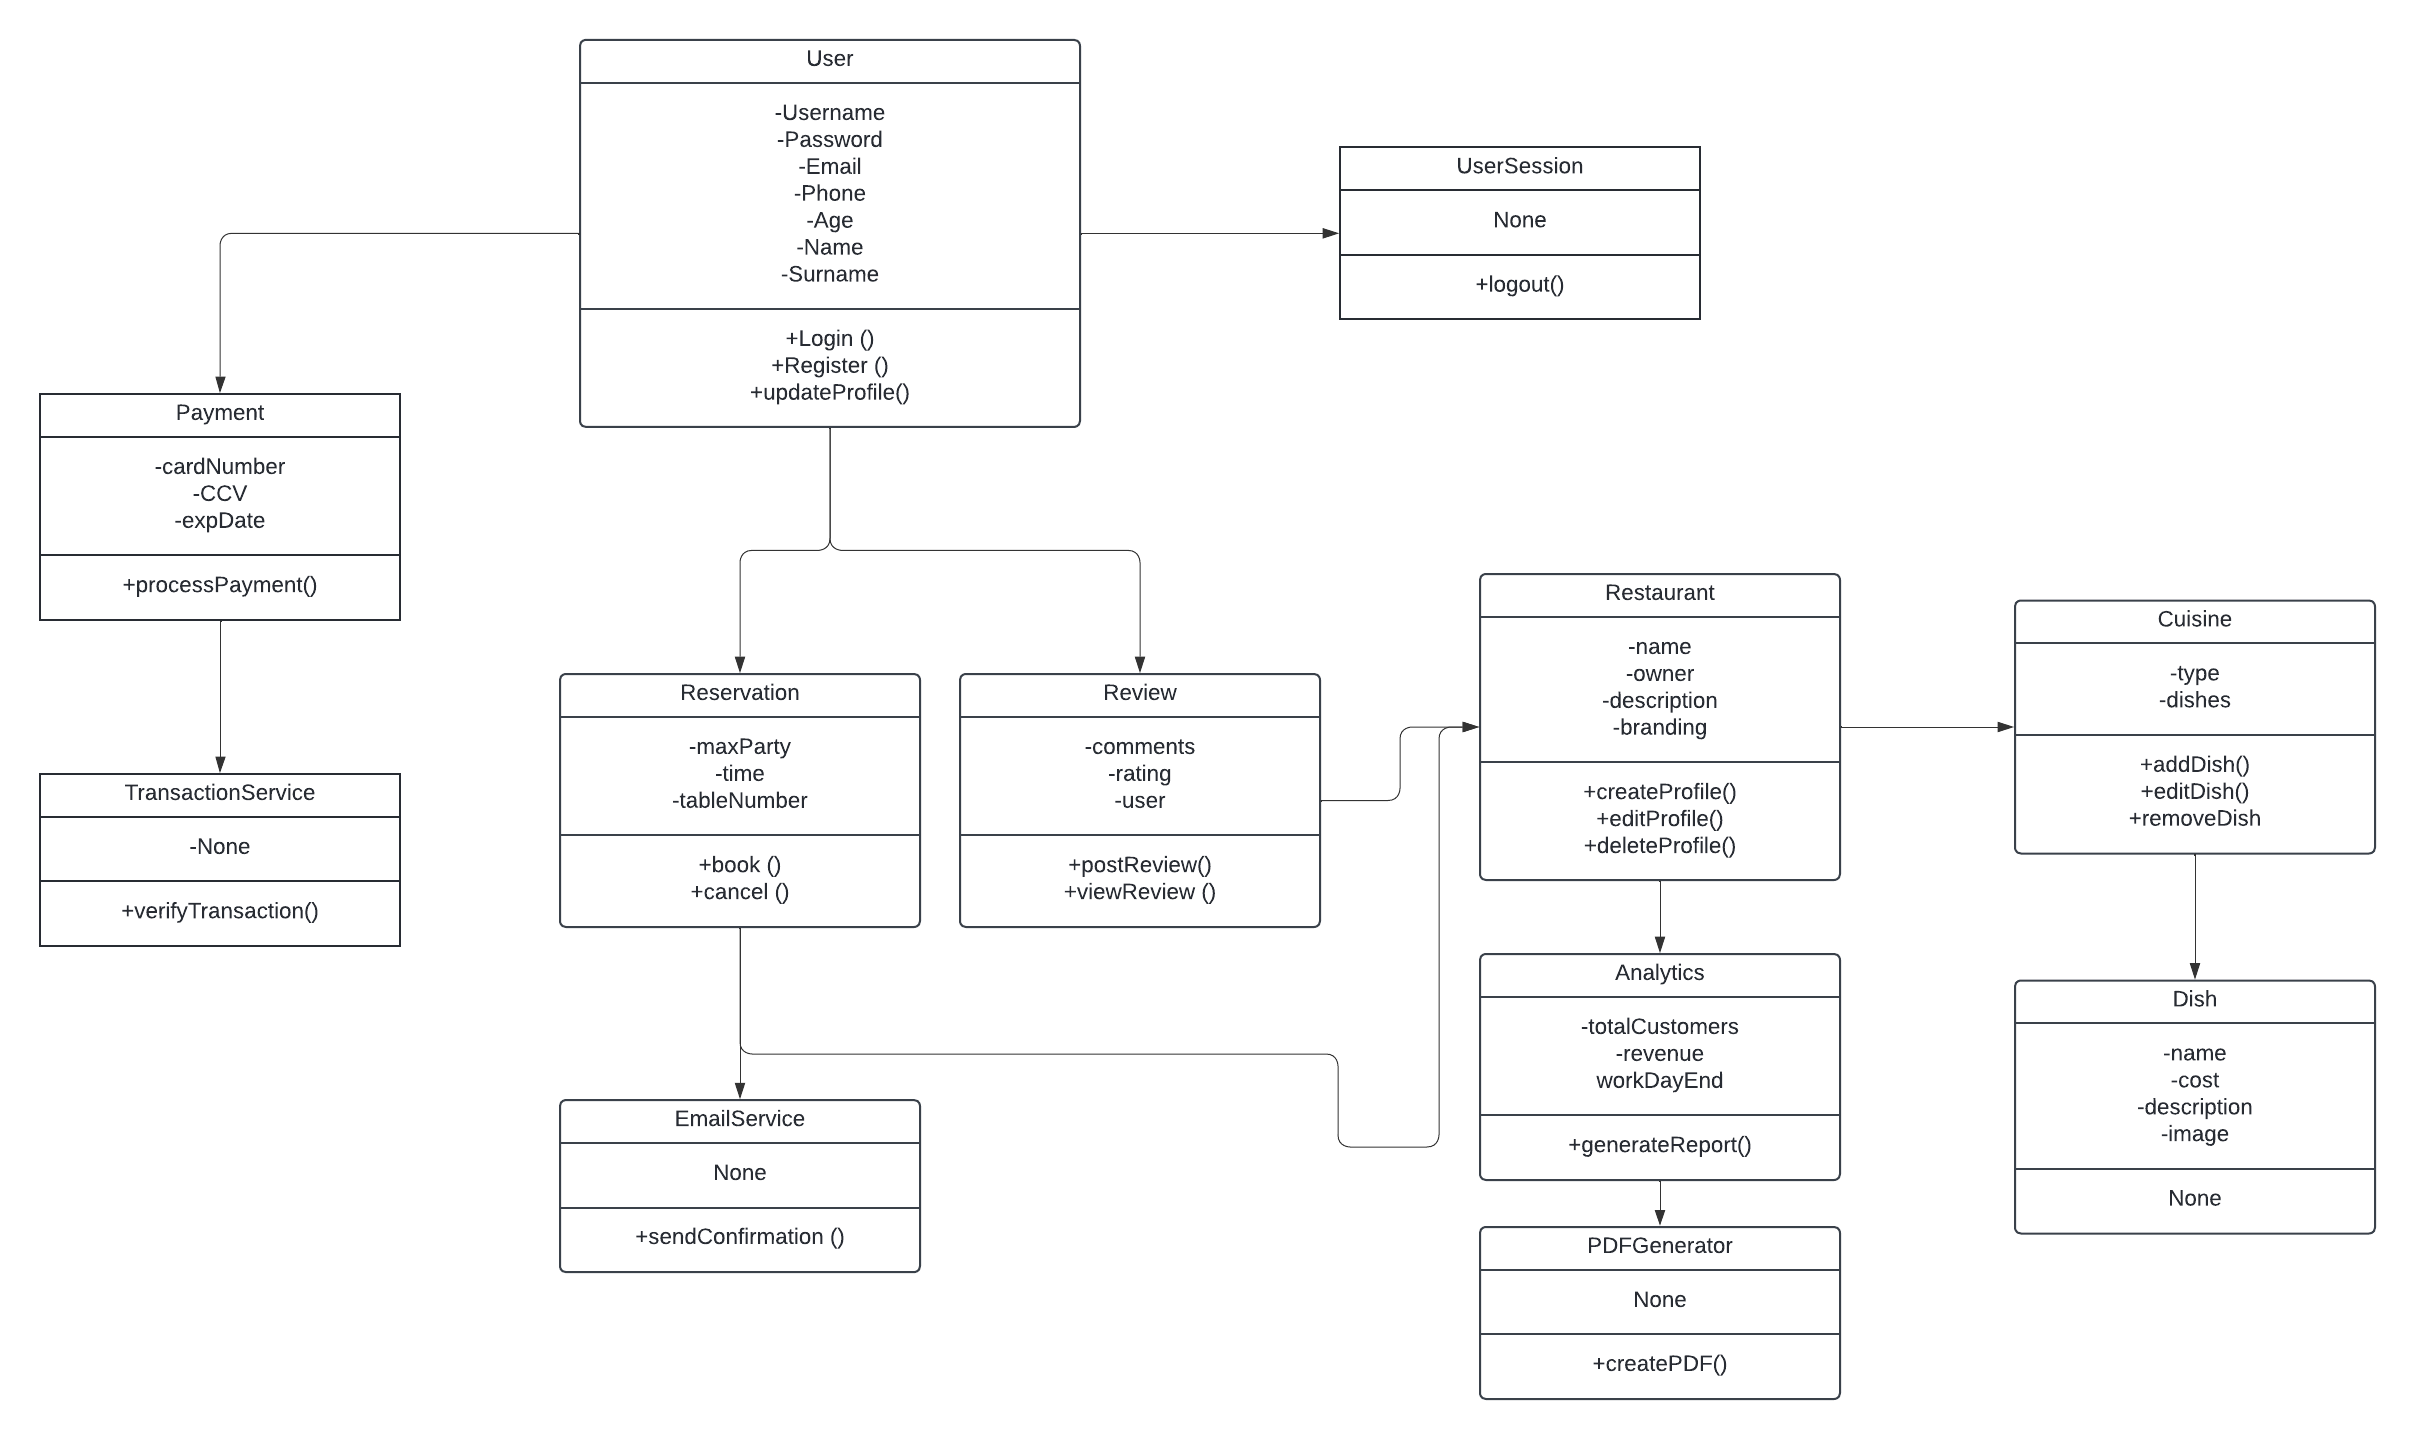 User
-Username
-Password
-Email
-Phone
-Age
-Name
-Surname
+Login ()
+Register ()
+updateProfile()
UserSession
None
+logout()
Payment
-cardNumber
-CCV
-expDate
+processPayment()
TransactionService
-None
+verifyTransaction()
Reservation
-maxParty
-time
-tableNumber
+book ()
+cancel ()
Review
-comments
-rating
-user
+postReview()
+viewReview ()
Restaurant
-name
-owner
-description
-branding
+createProfile()
+editProfile()
+deleteProfile()
Cuisine
-type
-dishes
+addDish()
+editDish()
+removeDish
EmailService
None
+sendConfirmation ()
Analytics
-totalCustomers
-revenue
workDayEnd
+generateReport()
Dish
-name
-cost
-description
-image
None
PDFGenerator
None
+createPDF()